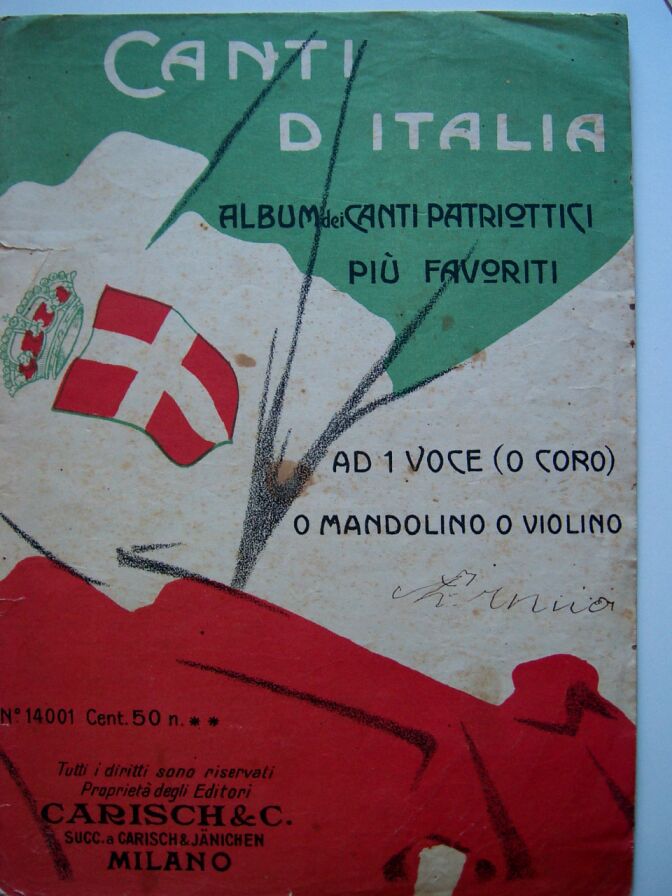 CANTI
D ITALIA
ALBUM dei CANTI PATRIOTTICI
PIÙ FAVORITI
AD 1 VOCE (O CORO)
O MANDOLINO O VIOLINO
N° 14001 Cent. 50 n. * *
Tutti i diritti sono riservati
Proprietà degli Editori
CARISCH & C.
SUCC. a CARISCH & JÄNICHEN
MILANO